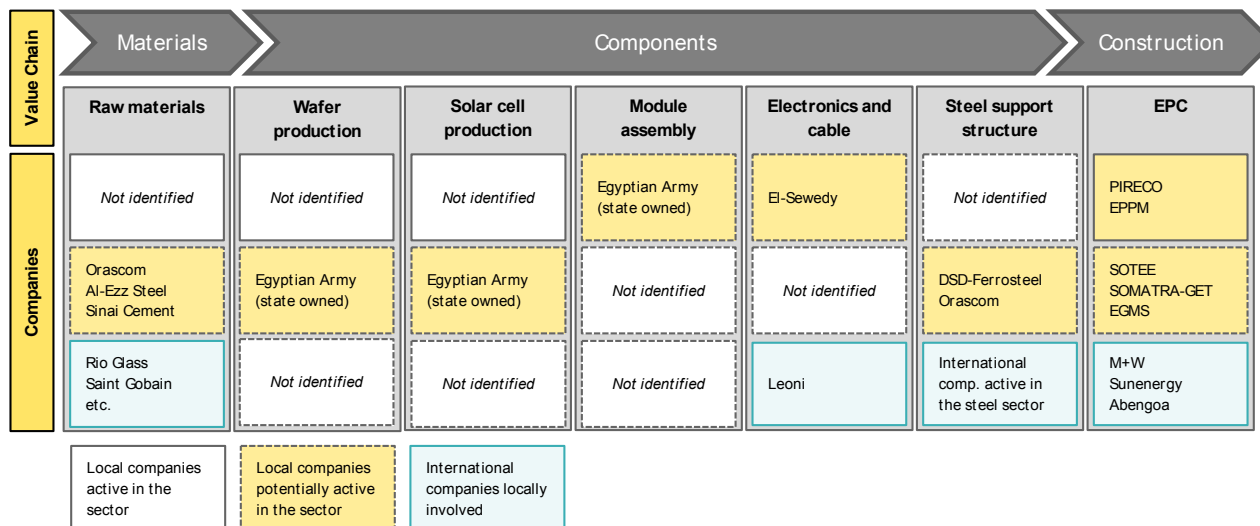 Value Chain
Materials
Components
Construction
Raw materials
Wafer
production
Solar cell
production
Module
assembly
Electronics and
cable
Steel support
structure
EPC
Companies
Not identified
Not identified
Not identified
Egyptian Army
(state owned)
El-Sewedy
Not identified
PIRECO
EPPM
Orascom
Al-Ezz Steel
Sinai Cement
Egyptian Army
(state owned)
Egyptian Army
(state owned)
Not identified
Not identified
DSD-Ferrosteel
Orascom
SOTEE
SOMATRA-GET
EGMS
Rio Glass
Saint Gobain
etc.
Not identified
Not identified
Not identified
Leoni
International
comp. active in
the steel sector
M+W
Sunenergy
Abengoa
Local companies
active in the
sector
Local companies
potentially active
in the sector
International
companies locally
involved